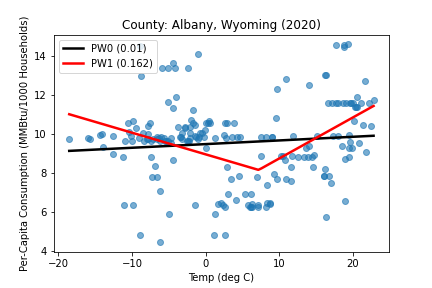 County: Albany, Wyoming (2020)
PW0 (0.01)
PW1 (0.162)
Per-Capita Consumption (MMBtu/1000 Households)
14
12
10
8
6
4
−20
−10
0
10
20
Temp (deg C)